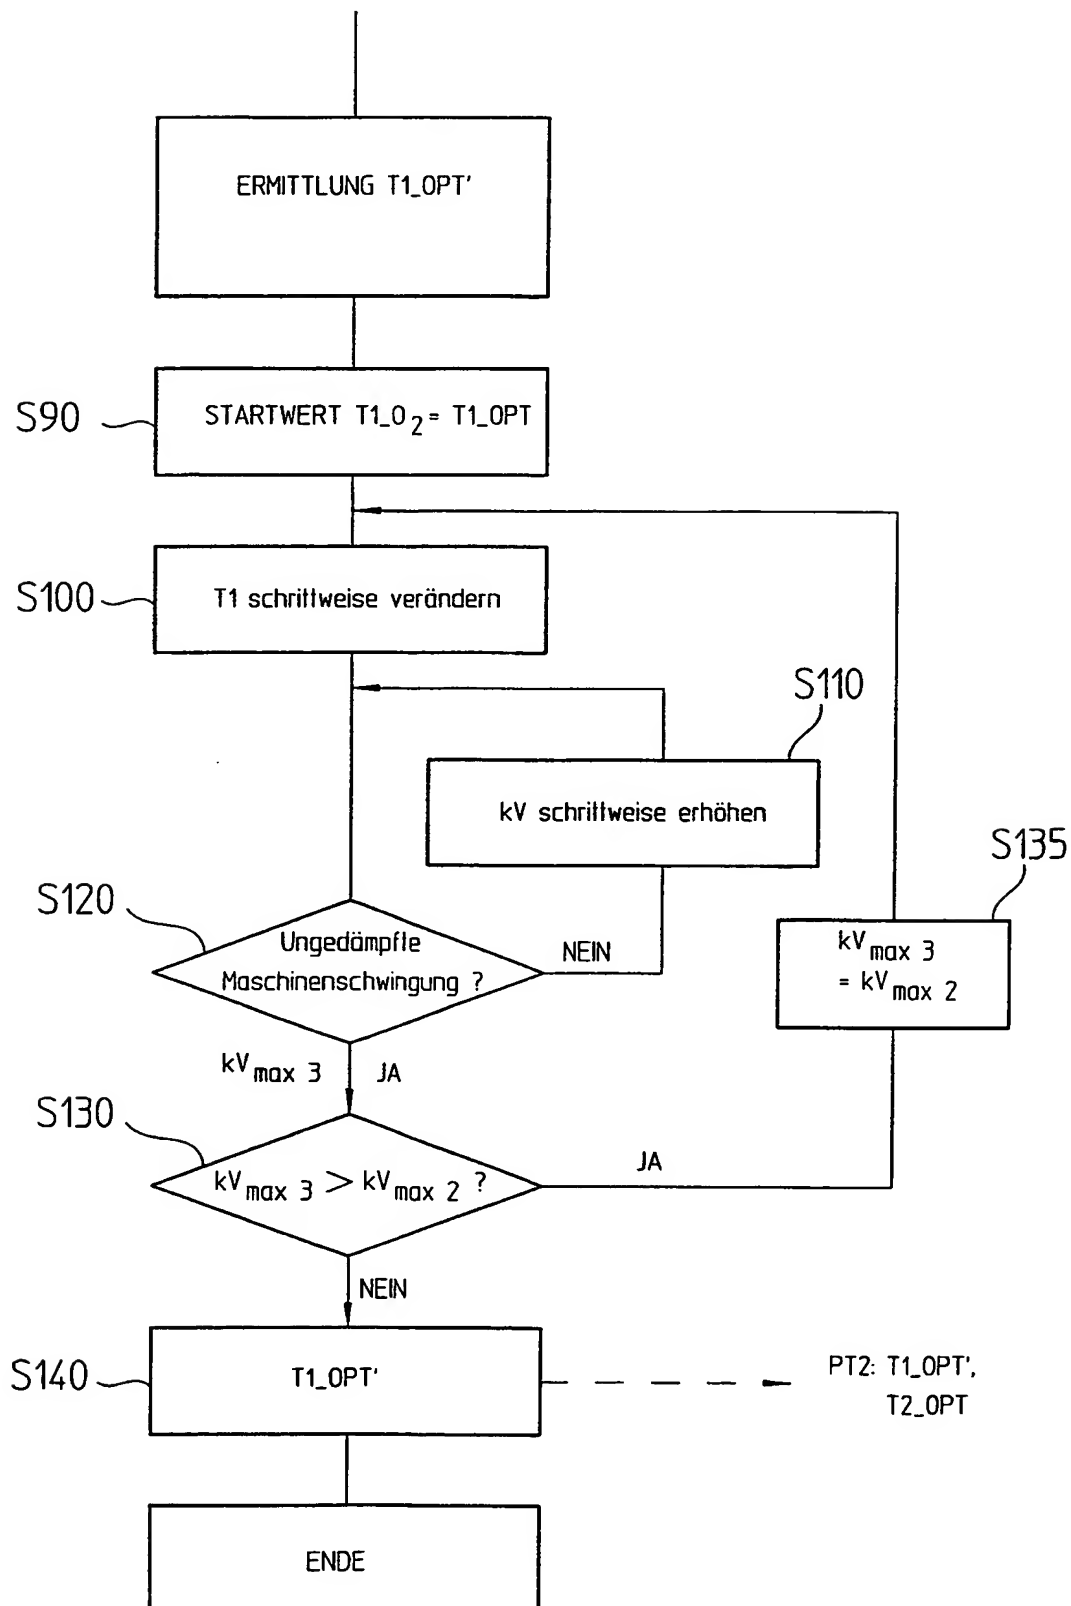 ERMITTLUNG T1_OPT'
S90
STARTWERT T1_O2 = T1_OPT
S100
T1 schrittweise verändern
S110
kV schrittweise erhöhen
S135
kVmax 3
= kVmax 2
S120
Ungedämpfte
Maschinenschwingung ?
NEIN
kVmax 3
JA
S130
kVmax 3 > kVmax 2 ?
JA
NEIN
S140
T1_OPT'
PT2: T1_OPT',
T2_OPT
ENDE